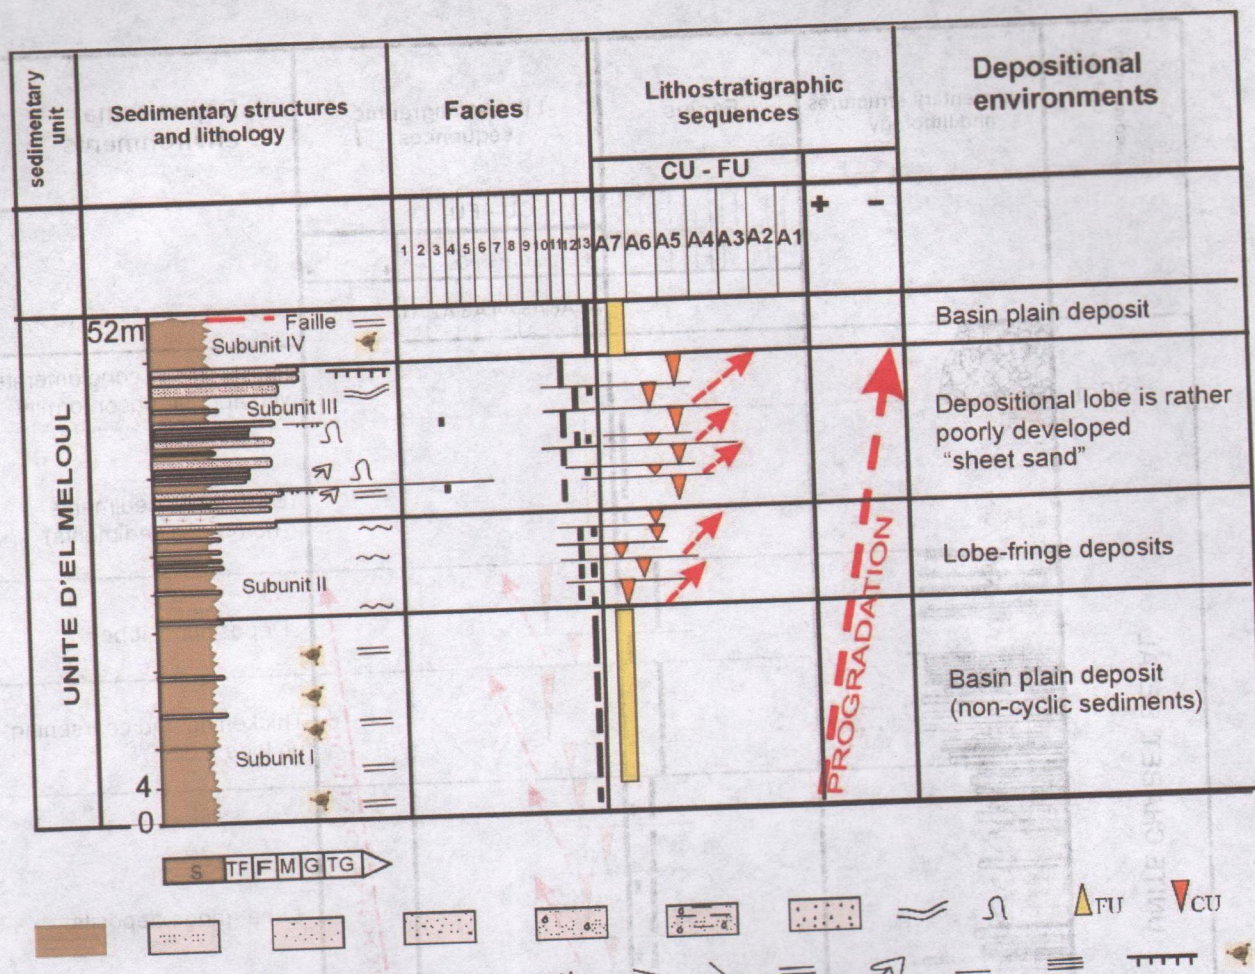 sedimentary
unit
Sedimentary structures
and lithology
Facies
Lithostratigraphic
sequences
Depositional
environments
CU - FU
1 2 3 4 5 6 7 8 9 10 11 12 13 A7 A6 A5 A4 A3 A2 A1
+ -
52m
Faille
Subunit IV
Basin plain deposit
Subunit III
Depositional lobe is rather
poorly developed
"sheet sand"
Subunit II
Lobe-fringe deposits
UNITE D'EL MELOUL
PROGRADATION
Subunit I
Basin plain deposit
(non-cyclic sediments)
4
0
S TF F M G TG
FU CU